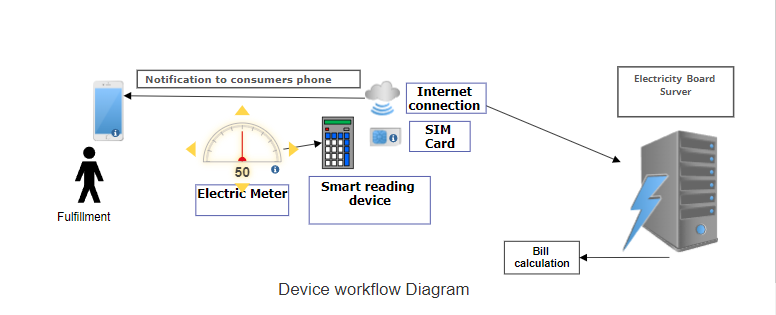 Notification to consumers phone
Electricity Board
Surver
Internet
connection
SIM
Card
50
Electric Meter
Smart reading
device
Fulfillment
Bill
calculation
Device workflow Diagram